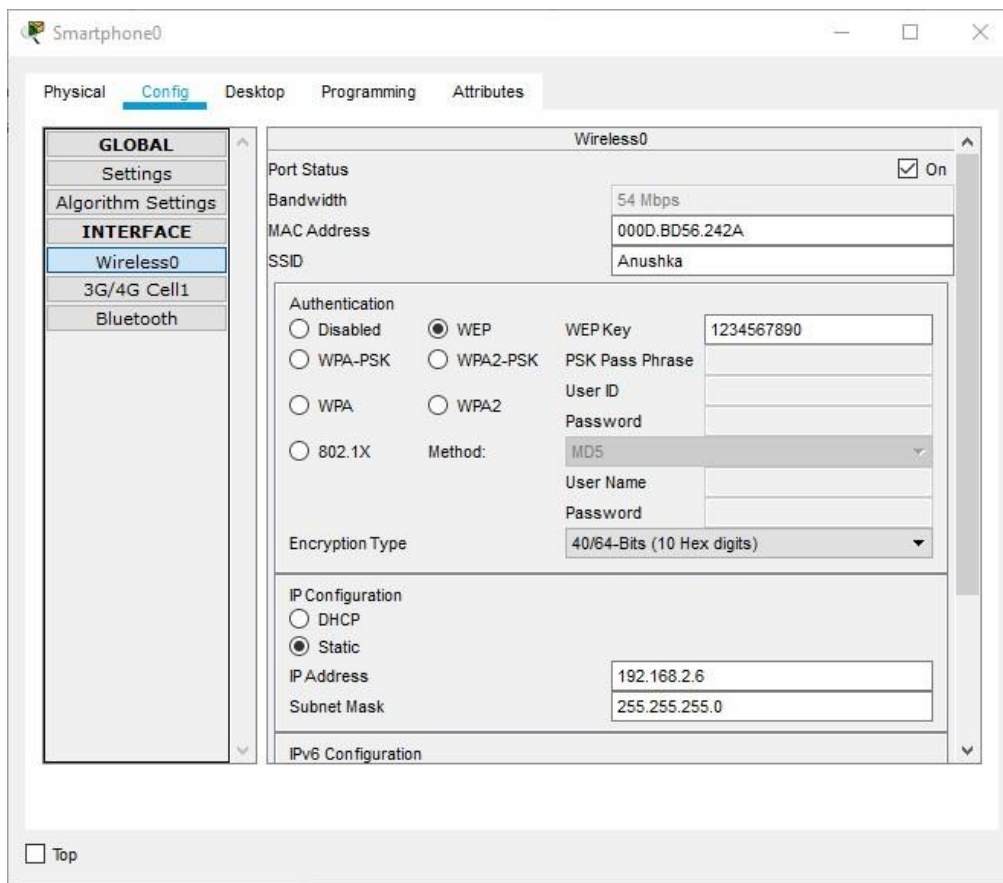 Smartphone0
Physical Config Desktop Programming Attributes
GLOBAL
Settings
Algorithm Settings
INTERFACE
Wireless0
3G/4G Cell1
Bluetooth
Wireless0
Port Status On
Bandwidth 54 Mbps
MAC Address 000D.BD56.242A
SSID Anushka
Authentication
Disabled WEP WEP Key 1234567890
WPA-PSK WPA2-PSK PSK Pass Phrase
User ID
WPA WPA2
Password
802.1X Method: MD5
User Name
Password
Encryption Type 40/64-Bits (10 Hex digits)
IP Configuration
DHCP
Static
IP Address 192.168.2.6
Subnet Mask 255.255.255.0
IPv6 Configuration
Top